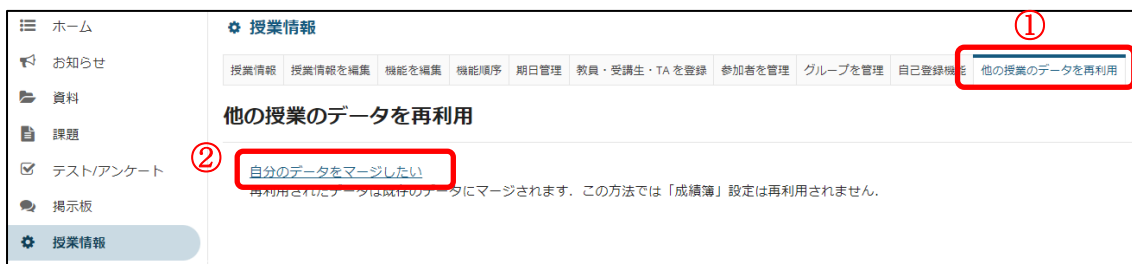 ホーム
お知らせ
資料
課題
テスト/アンケート
掲示板
授業情報
授業情報
①
授業情報 授業情報を編集 機能を編集 機能順序 期日管理 教員・受講生・TA を登録 参加者を管理 グループを管理 自己登録機能 他の授業のデータを再利用
他の授業のデータを再利用
②
自分のデータをマージしたい
再利用されたデータは既存のデータにマージされます. この方法では「成績簿」設定は再利用されません.